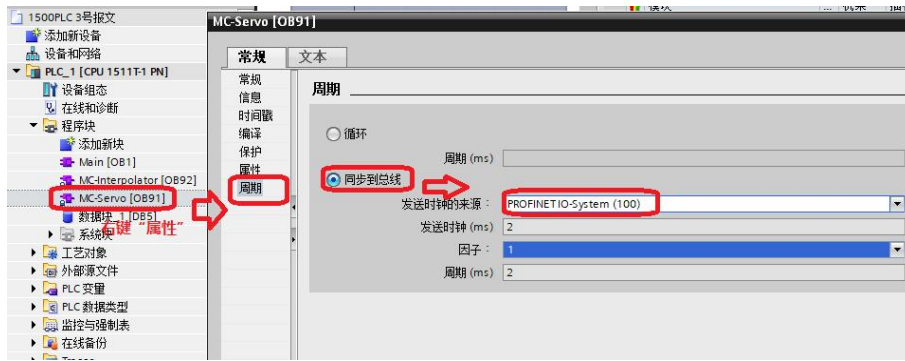 1500PLC 3号报文
添加新设备
设备和网络
PLC_1 [CPU 1511T-1 PN]
设备组态
在线和诊断
程序块
添加新块
Main [OB1]
MC-Interpolator [OB92]
MC-Servo [OB91]
数据块_1 [DB5]
右键“属性”
系统块
工艺对象
外部源文件
PLC 变量
PLC 数据类型
监控与强制表
在线备份
Traces
MC-Servo [OB91]
常规
文本
常规
信息
时间戳
编译
保护
属性
周期
周期
循环
周期 (ms)
同步到总线
发送时钟的来源：
PROFINET IO-System (100)
发送时钟 (ms)
2
因子：
1
周期 (ms)
2